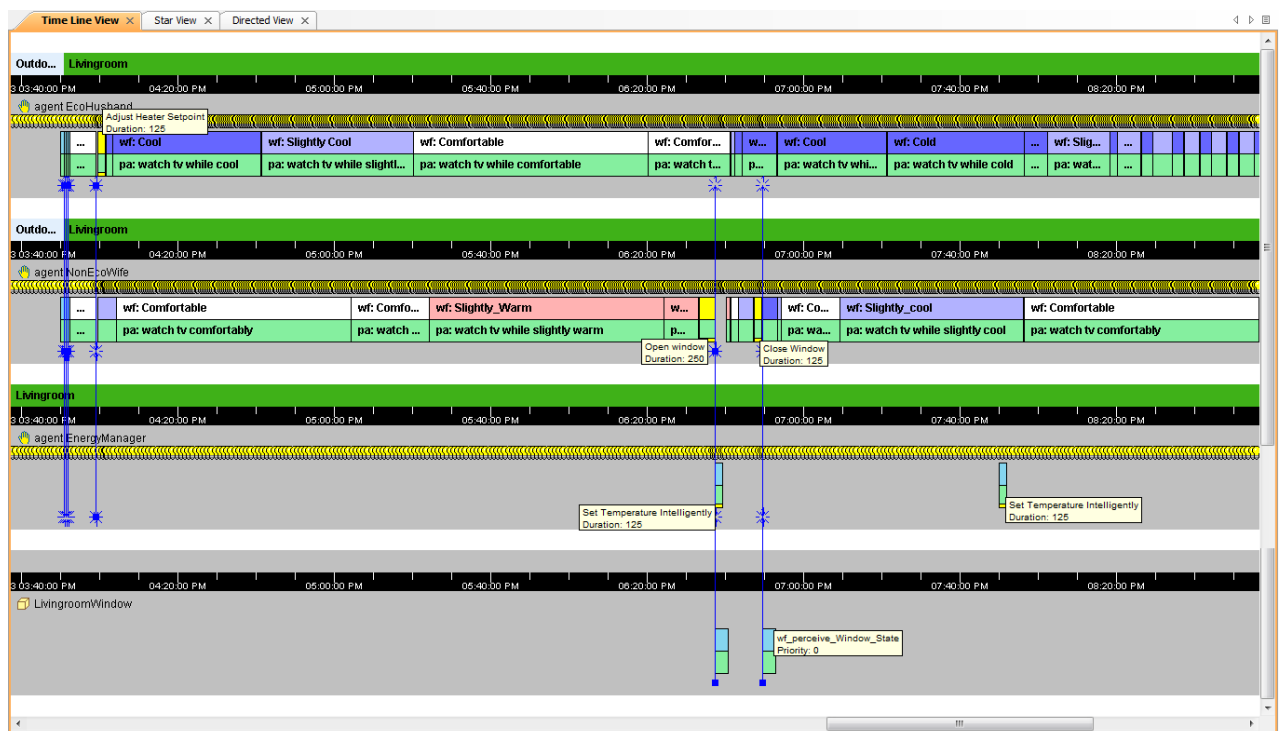 Time Line View × Star View × Directed View ×
Outdo... Livingroom
3 03:40:00 PM 04:20:00 PM 05:00:00 PM 05:40:00 PM 06:20:00 PM 07:00:00 PM 07:40:00 PM 08:20:00 PM
agent EcoHusband
Adjust Heater Setpoint
Duration: 125
... wf: Cool wf: Slightly Cool wf: Comfortable wf: Comfor... w... wf: Cool wf: Cold ... wf: Slig... ...
... pa: watch tv while cool pa: watch tv while slightl... pa: watch tv while comfortable pa: watch t... p... pa: watch tv whi... pa: watch tv while cold ... pa: wat... ...
Outdo... Livingroom
3 03:40:00 PM 04:20:00 PM 05:00:00 PM 05:40:00 PM 06:20:00 PM 07:00:00 PM 07:40:00 PM 08:20:00 PM
agent NonEcoWife
... wf: Comfortable wf: Comfo... wf: Slightly_Warm w... wf: Co... wf: Slightly_cool wf: Comfortable
... pa: watch tv comfortably pa: watch ... pa: watch tv while slightly warm p... pa: wa... pa: watch tv while slightly cool pa: watch tv comfortably
Open window
Duration: 250
Close Window
Duration: 125
Livingroom
3 03:40:00 PM 04:20:00 PM 05:00:00 PM 05:40:00 PM 06:20:00 PM 07:00:00 PM 07:40:00 PM 08:20:00 PM
agent EnergyManager
Set Temperature Intelligently
Duration: 125
Set Temperature Intelligently
Duration: 125
3 03:40:00 PM 04:20:00 PM 05:00:00 PM 05:40:00 PM 06:20:00 PM 07:00:00 PM 07:40:00 PM 08:20:00 PM
LivingroomWindow
wf_perceive_Window_State
Priority: 0